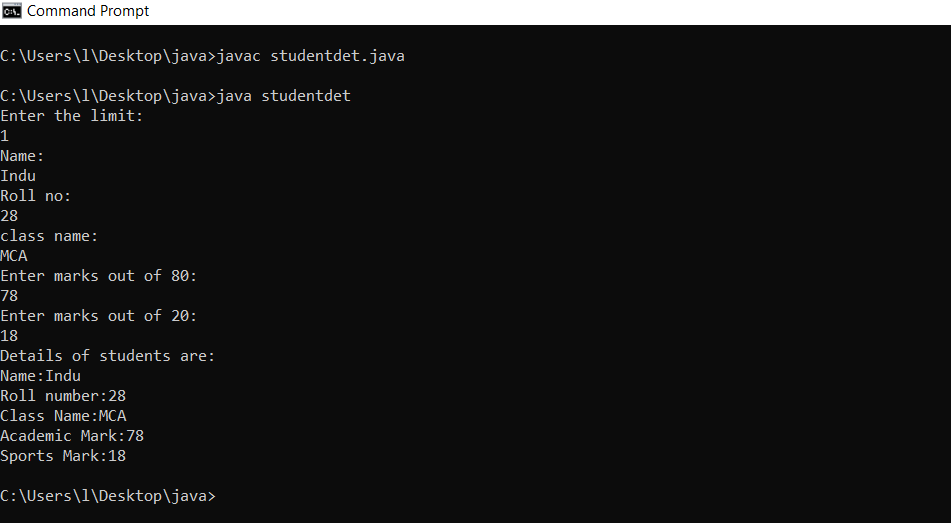 Command Prompt
C:\Users\l\Desktop\java>javac studentdet.java
C:\Users\l\Desktop\java>java studentdet
Enter the limit:
1
Name:
Indu
Roll no:
28
class name:
MCA
Enter marks out of 80:
78
Enter marks out of 20:
18
Details of students are:
Name:Indu
Roll number:28
Class Name:MCA
Academic Mark:78
Sports Mark:18
C:\Users\l\Desktop\java>